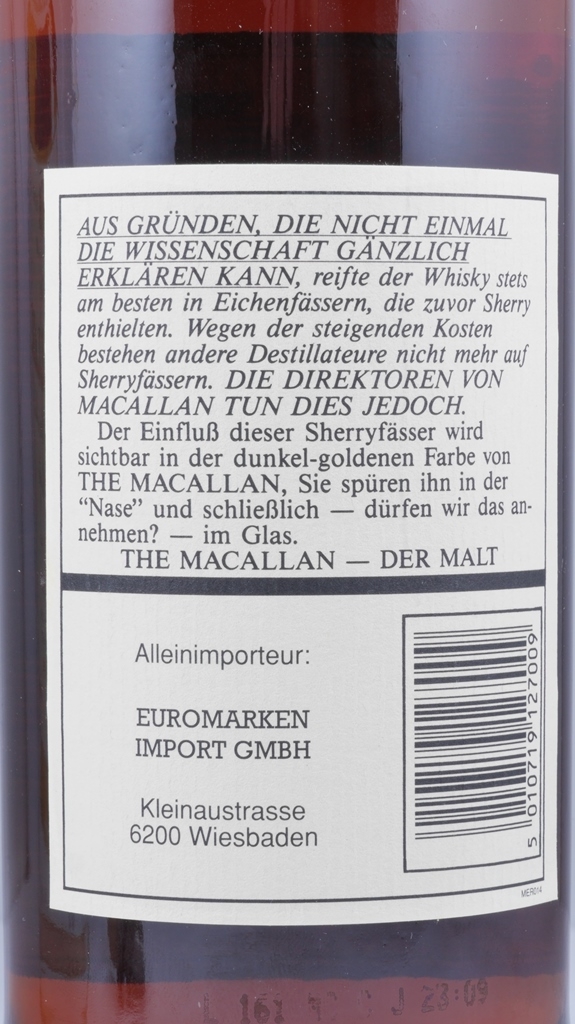 AUS GRÜNDEN, DIE NICHT EINMAL
DIE WISSENSCHAFT GÄNZLICH
ERKLÄREN KANN, reifte der Whisky stets
am besten in Eichenfässern, die zuvor Sherry
enthielten. Wegen der steigenden Kosten
bestehen andere Destillateure nicht mehr auf
Sherryfässern. DIE DIREKTOREN VON
MACALLAN TUN DIES JEDOCH.
Der Einfluß dieser Sherryfässer wird
sichtbar in der dunkel-goldenen Farbe von
THE MACALLAN, Sie spüren ihn in der
“Nase” und schließlich — dürfen wir das an-
nehmen? — im Glas.
THE MACALLAN — DER MALT
Alleinimporteur:
EUROMARKEN
IMPORT GMBH
Kleinaustrasse
6200 Wiesbaden
5 010719 127009
MER014